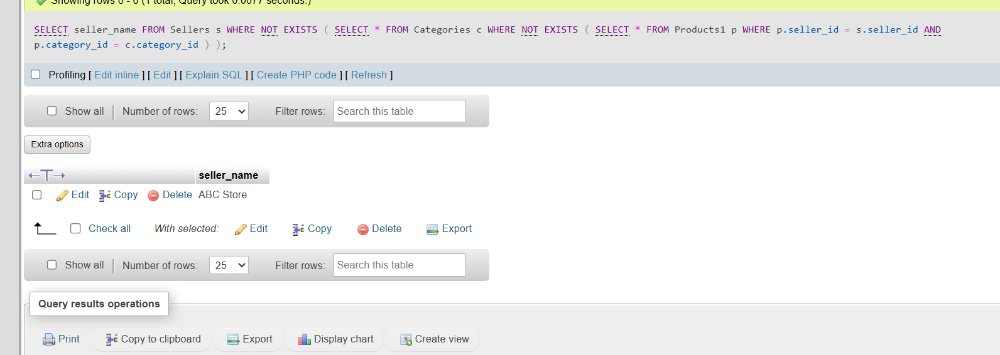 Showing rows 0 - 0 (1 total, Query took 0.0077 seconds.)
SELECT seller_name FROM Sellers s WHERE NOT EXISTS ( SELECT * FROM Categories c WHERE NOT EXISTS ( SELECT * FROM Products1 p WHERE p.seller_id = s.seller_id AND
p.category_id = c.category_id ) );
Profiling [ Edit inline ] [ Edit ] [ Explain SQL ] [ Create PHP code ] [ Refresh ]
Show all Number of rows: 25 Filter rows: Search this table
Extra options
seller_name
Edit Copy Delete ABC Store
Check all With selected: Edit Copy Delete Export
Show all Number of rows: 25 Filter rows: Search this table
Query results operations
Print Copy to clipboard Export Display chart Create view